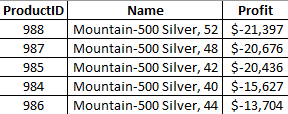 ProductID Name Profit
988 Mountain-500 Silver, 52 $-21,397
987 Mountain-500 Silver, 48 $-20,676
985 Mountain-500 Silver, 42 $-20,436
984 Mountain-500 Silver, 40 $-15,627
986 Mountain-500 Silver, 44 $-13,704